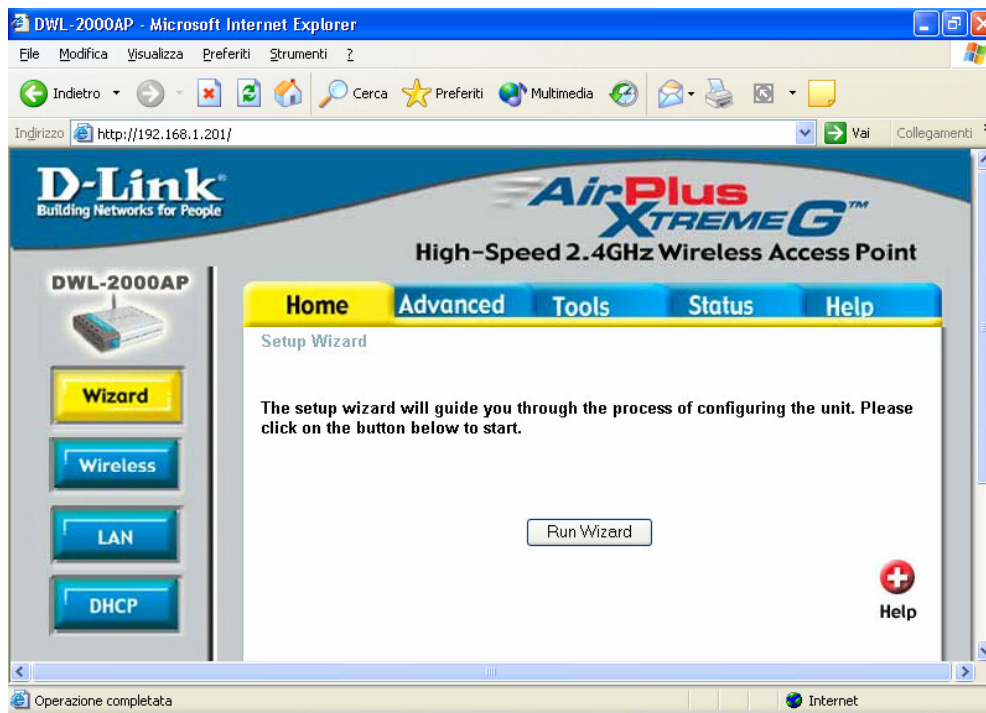 DWL-2000AP - Microsoft Internet Explorer
File Modifica Visualizza Preferiti Strumenti ?
Indietro Cerca Preferiti Multimedia
Indirizzo http://192.168.1.201/ Vai Collegamenti
D-Link
Building Networks for People
AirPlus
XTREME G™
High-Speed 2.4GHz Wireless Access Point
DWL-2000AP
Home Advanced Tools Status Help
Setup Wizard
Wizard
The setup wizard will guide you through the process of configuring the unit. Please
click on the button below to start.
Wireless
Run Wizard
LAN
DHCP
Help
Operazione completata Internet